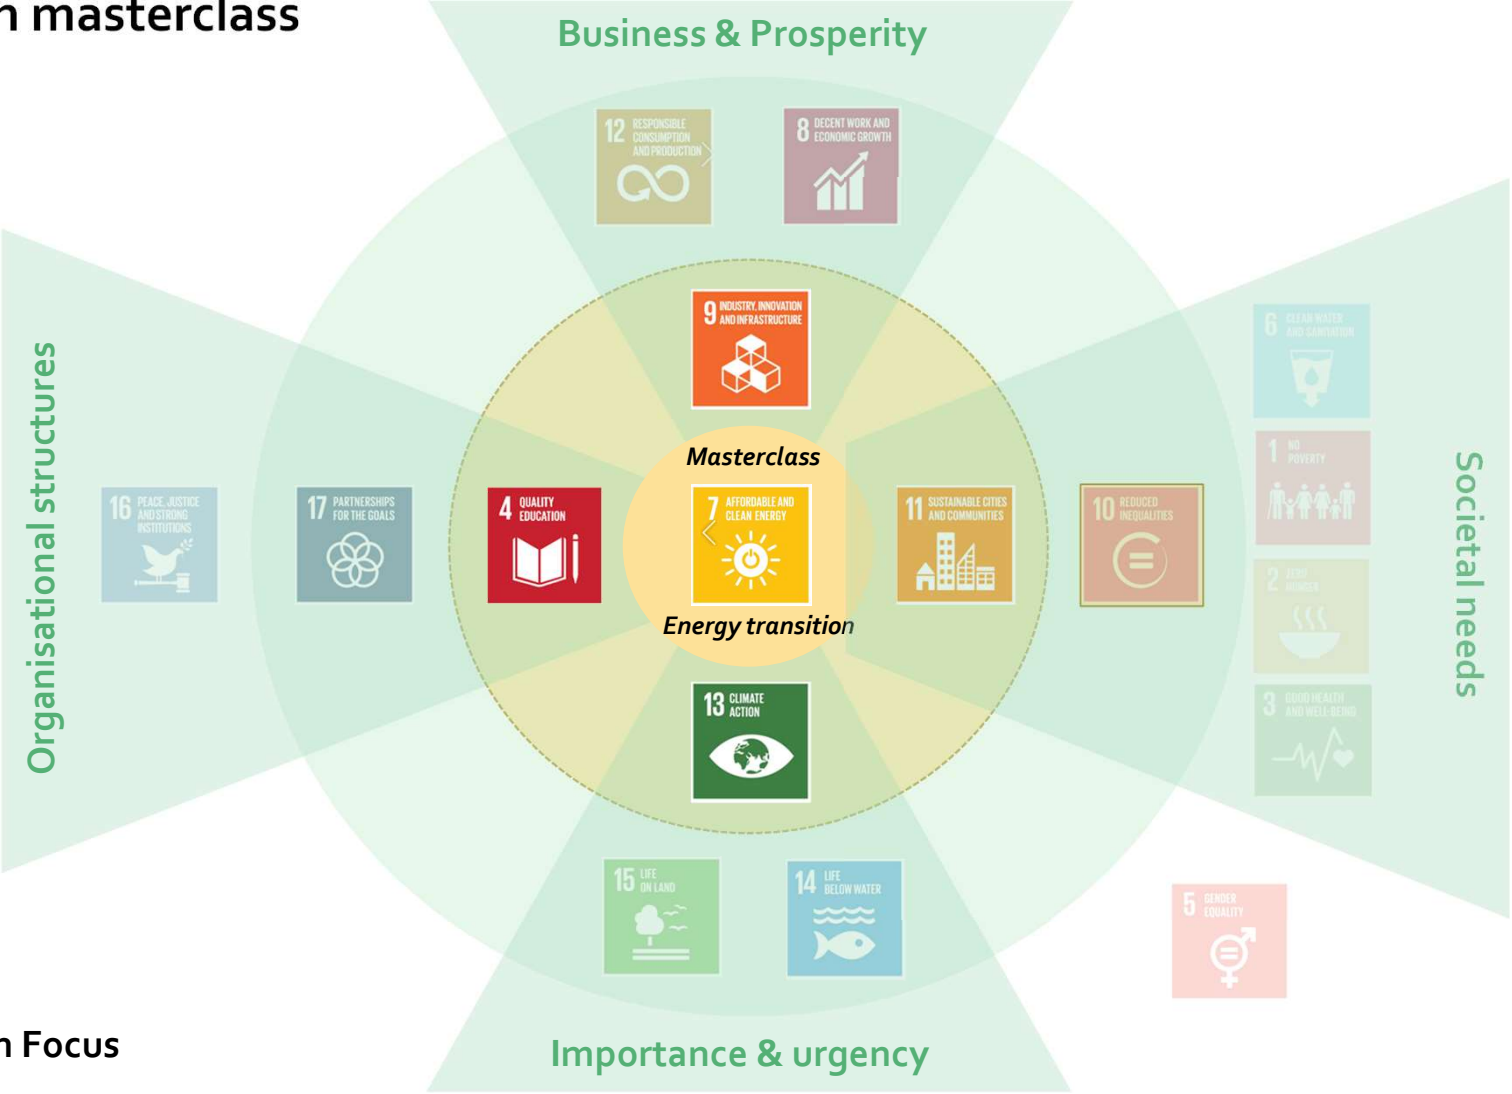 n masterclass
Business & Prosperity
12 RESPONSIBLE
CONSUMPTION
AND PRODUCTION
8 DECENT WORK AND
ECONOMIC GROWTH
9 INDUSTRY, INNOVATION
AND INFRASTRUCTURE
6 CLEAN WATER
AND SANITATION
1 NO
POVERTY
Organisational structures
Societal needs
Masterclass
16 PEACE, JUSTICE
AND STRONG
INSTITUTIONS
17 PARTNERSHIPS
FOR THE GOALS
4 QUALITY
EDUCATION
7 AFFORDABLE AND
CLEAN ENERGY
11 SUSTAINABLE CITIES
AND COMMUNITIES
10 REDUCED
INEQUALITIES
2 ZERO
HUNGER
Energy transition
13 CLIMATE
ACTION
3 GOOD HEALTH
AND WELL-BEING
15 LIFE
ON LAND
14 LIFE
BELOW WATER
5 GENDER
EQUALITY
n Focus
Importance & urgency